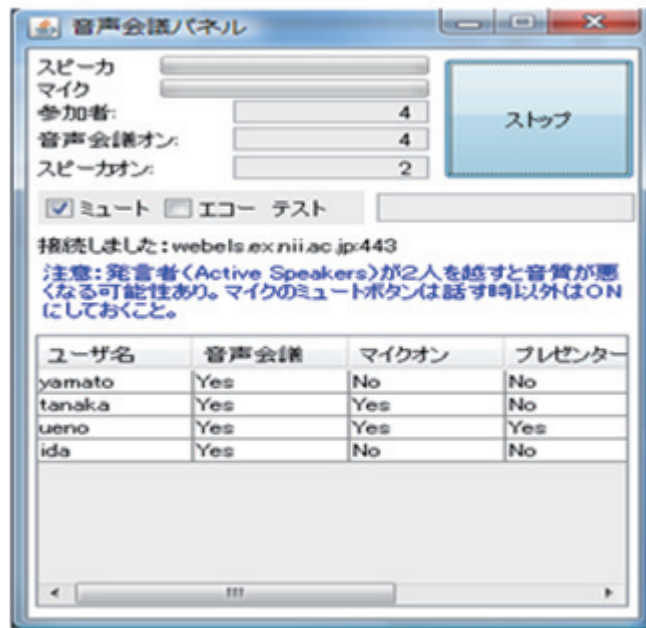 音声会議パネル
スピーカ
マイク
参加者: 4
音声会議オン: 4
スピーカオン: 2
ストップ
ミュート エコー テスト
接続しました:webels.ex.nii.ac.jp:443
注意:発言者(Active Speakers)が2人を越すと音質が悪
くなる可能性あり。マイクのミュートボタンは話す時以外はON
にしておくこと。
ユーザ名 音声会議 マイクオン プレゼンター
yamato Yes No No
tanaka Yes Yes No
ueno Yes Yes Yes
ida Yes No No